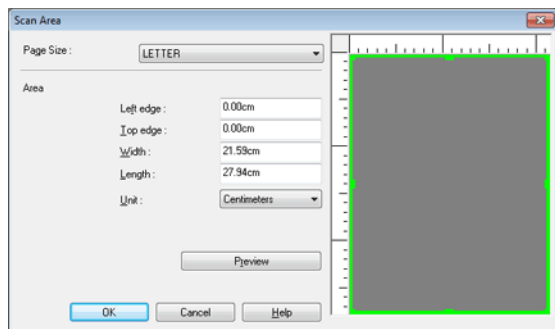 Scan Area
Page Size :
LETTER
Area
Left edge :
0.00cm
Top edge :
0.00cm
Width :
21.59cm
Length :
27.94cm
Unit :
Centimeters
Preview
OK
Cancel
Help